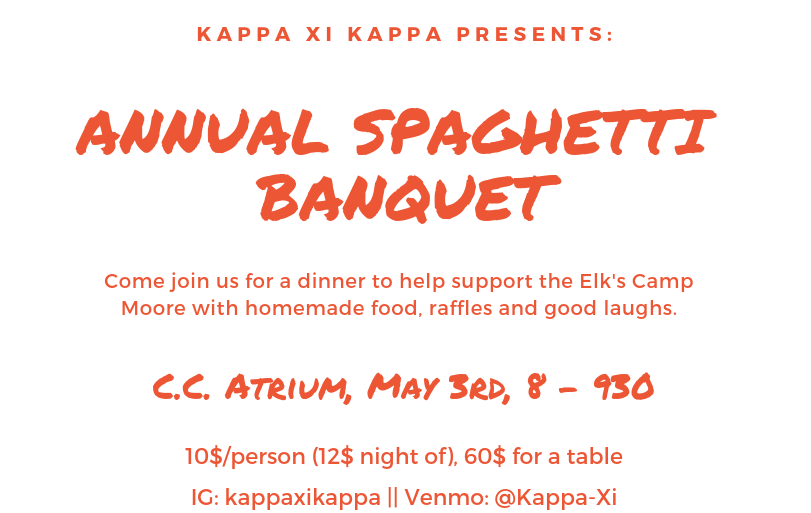 KAPPA XI KAPPA PRESENTS:
ANNUAL SPAGHETTI
BANQUET
Come join us for a dinner to help support the Elk's Camp
Moore with homemade food, raffles and good laughs.
C.C. Atrium, May 3rd, 8 - 930
10$/person (12$ night of), 60$ for a table
IG: kappaxikappa || Venmo: @Kappa-Xi